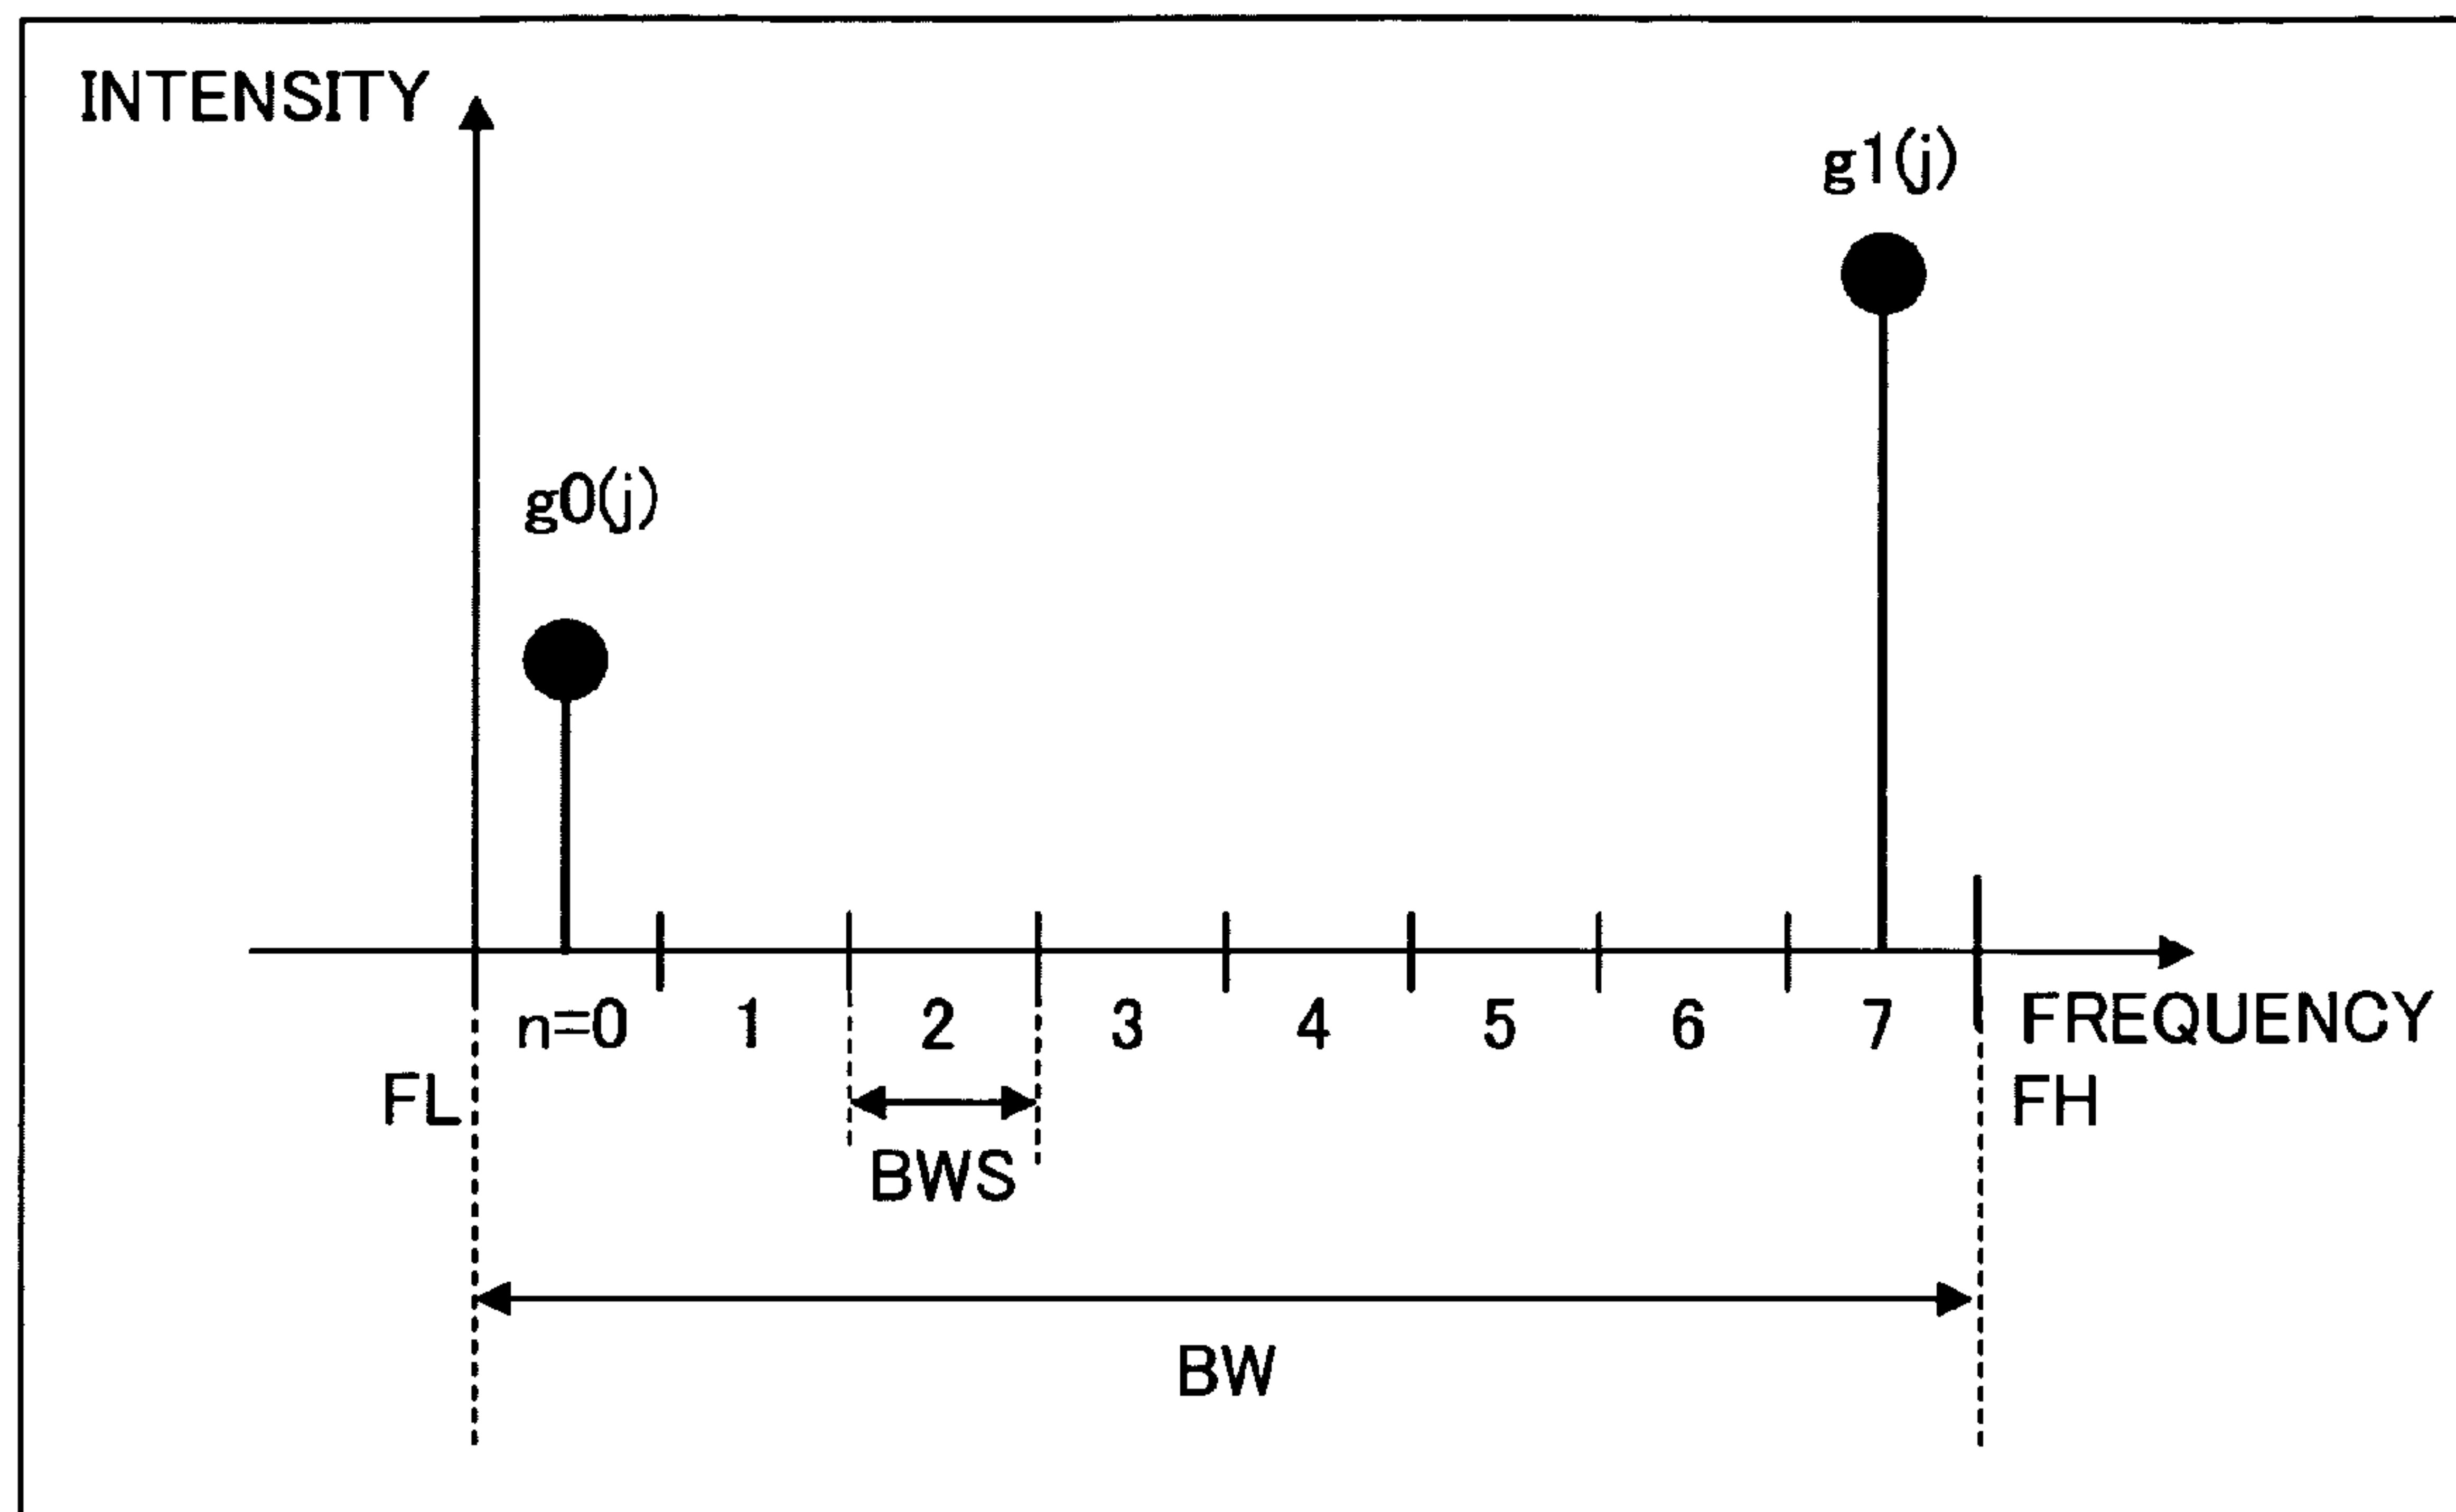 INTENSITY
g1(j)
g0(j)
n=0 1 2 3 4 5 6 7 FREQUENCY
FL FH
BWS
BW